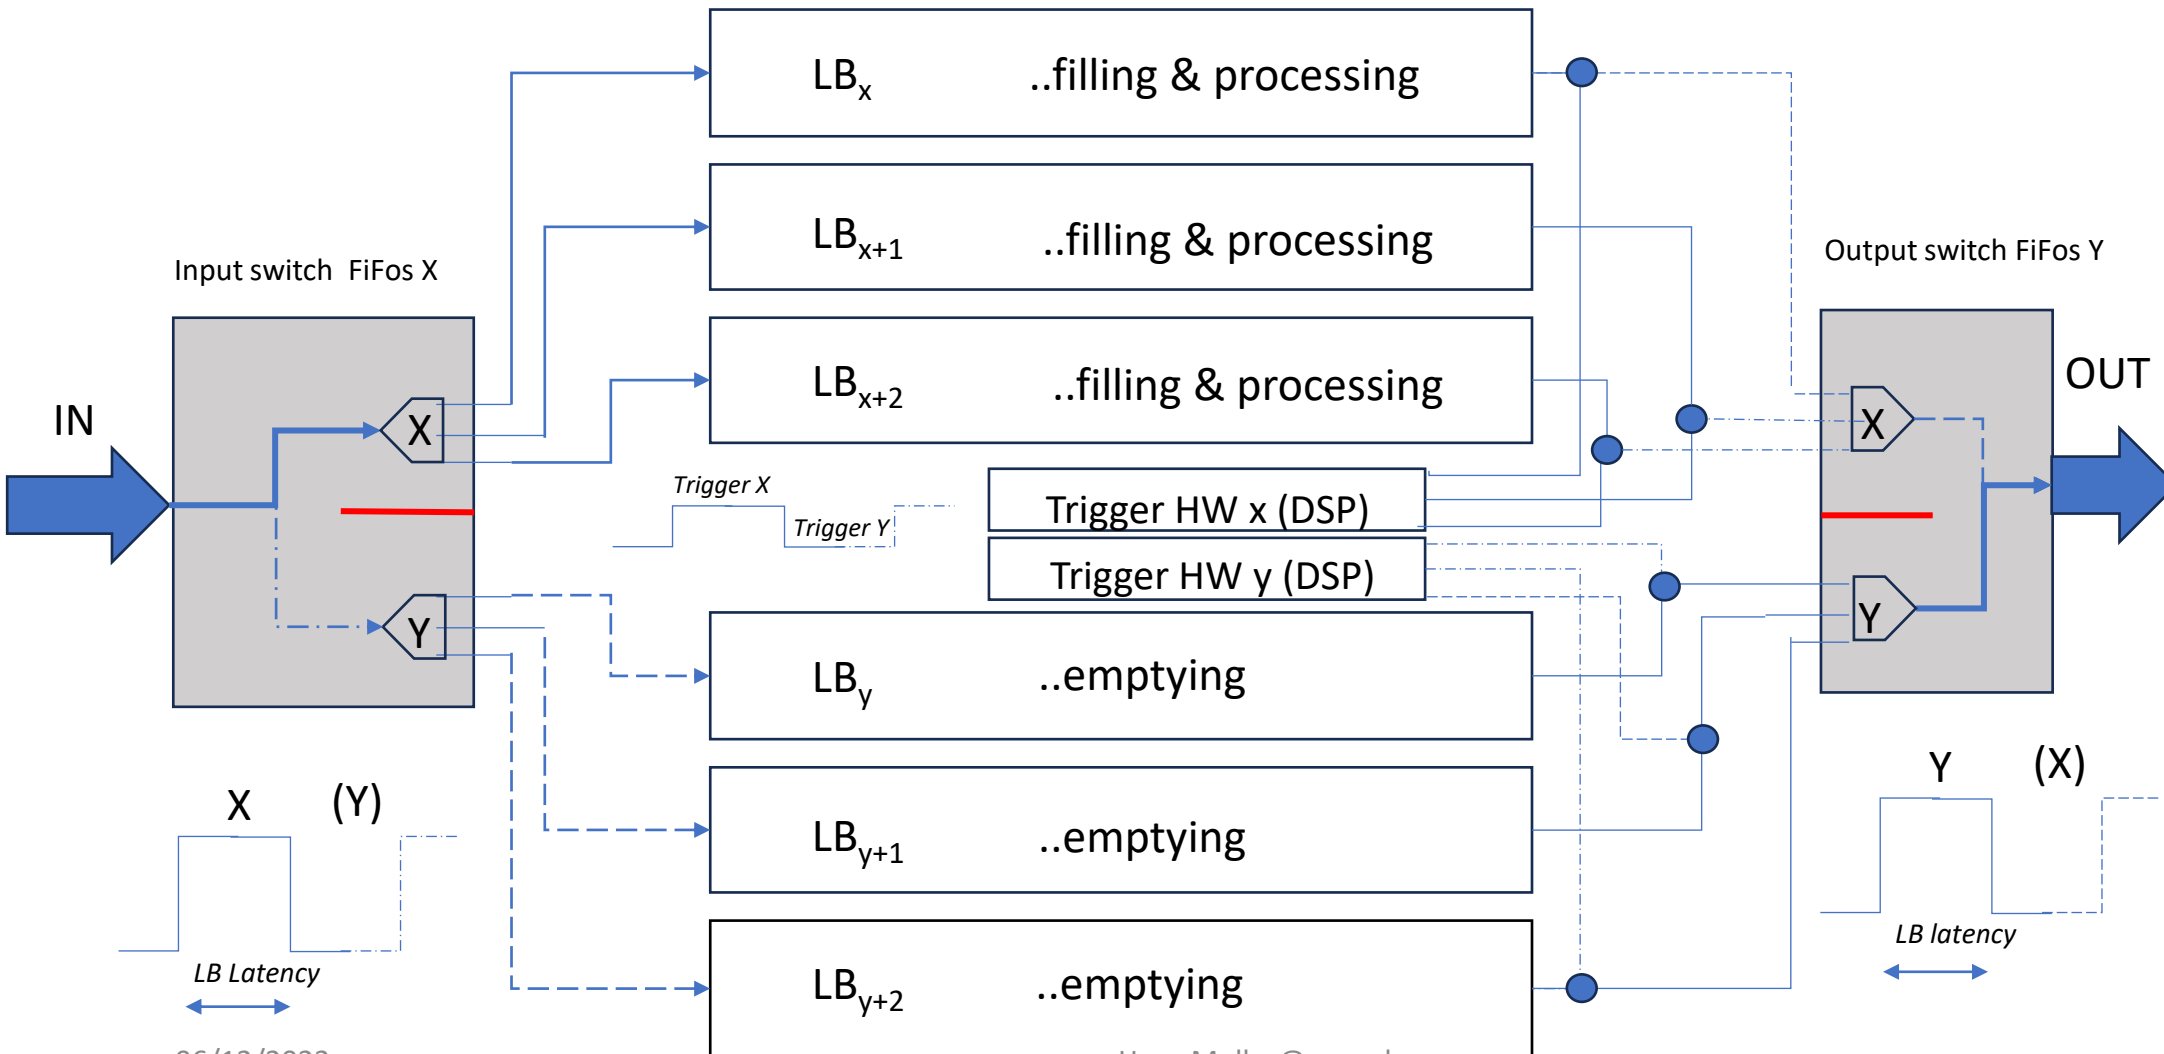 LBx ..filling & processing
LBx+1 ..filling & processing
Input switch FiFos X
Output switch FiFos Y
LBx+2 ..filling & processing
IN
X
X
OUT
Trigger X
Trigger Y
Trigger HW x (DSP)
Trigger HW y (DSP)
Y
Y
LBy ..emptying
X (Y)
Y (X)
LBy+1 ..emptying
LB Latency
LB latency
LBy+2 ..emptying